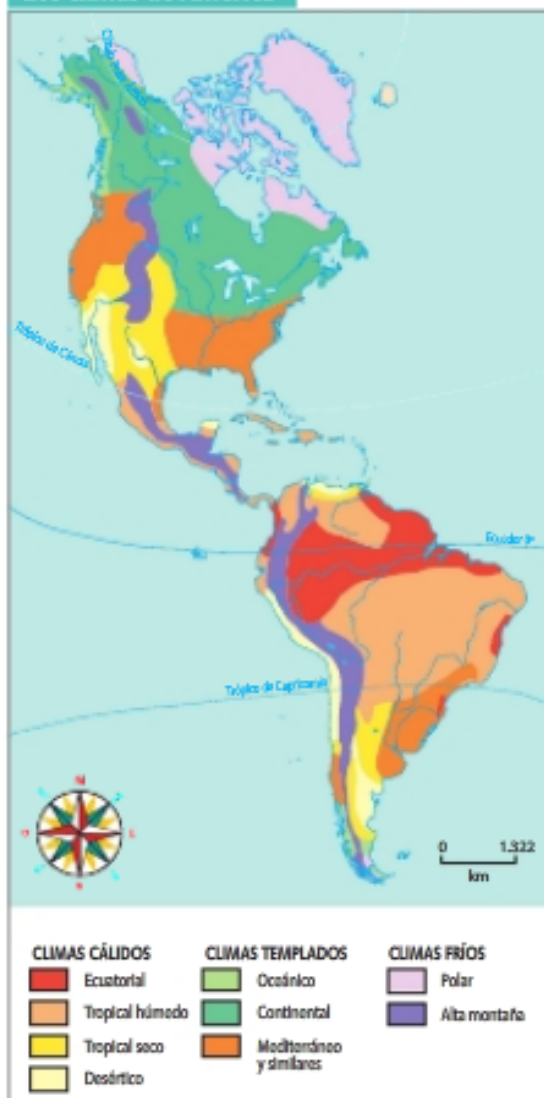 Trópico de Cáncer
Ecuador 0º
Trópico de Capricornio
N
O
L
S
0 1.322
km
CLIMAS CÁLIDOS
Ecuatorial
Tropical húmedo
Tropical seco
Desértico
CLIMAS TEMPLADOS
Oceánico
Continental
Mediterráneo
y similares
CLIMAS FRÍOS
Polar
Alta montaña